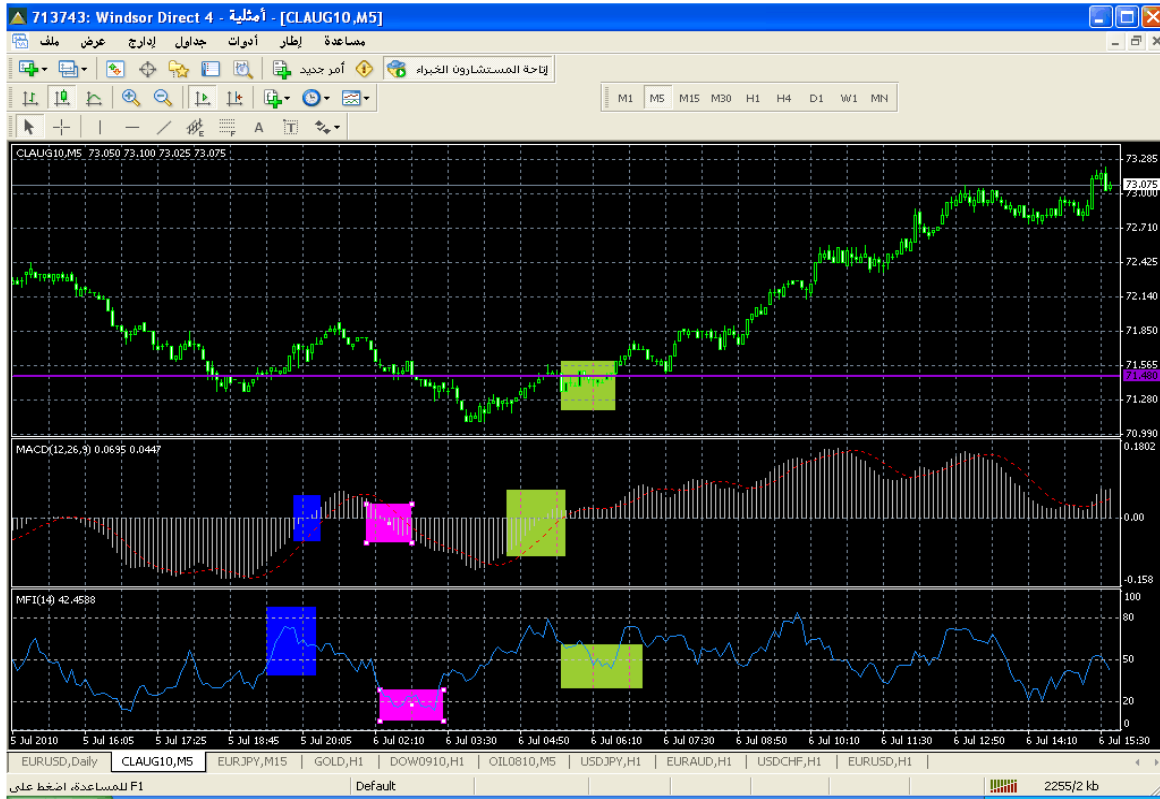 713743: Windsor Direct 4 - أمثلية - [CLAUG10,M5]
ملف عرض إدارج جداول أدوات إطار مساعدة
أمر جديد إتاحة المستشارون الخبراء
M1 M5 M15 M30 H1 H4 D1 W1 MN
E F A T
CLAUG10,M5 73.050 73.100 73.025 73.075
73.285
73.075
73.000
72.710
72.425
72.140
71.850
71.565
71.480
71.280
70.990
MACD(12,26,9) 0.0695 0.0447
0.1802
0.00
-0.158
MFI(14) 42.4588
100
80
50
20
0
5 Jul 2010 5 Jul 16:05 5 Jul 17:25 5 Jul 18:45 5 Jul 20:05 6 Jul 02:10 6 Jul 03:30 6 Jul 04:50 6 Jul 06:10 6 Jul 07:30 6 Jul 08:50 6 Jul 10:10 6 Jul 11:30 6 Jul 12:50 6 Jul 14:10 6 Jul 15:30
EURUSD,Daily CLAUG10,M5 EURJPY,M15 GOLD,H1 DOW0910,H1 OIL0810,M5 USDJPY,H1 EURAUD,H1 USDCHF,H1 EURUSD,H1
للمساعدة، اضغط على F1 Default 2255/2 kb